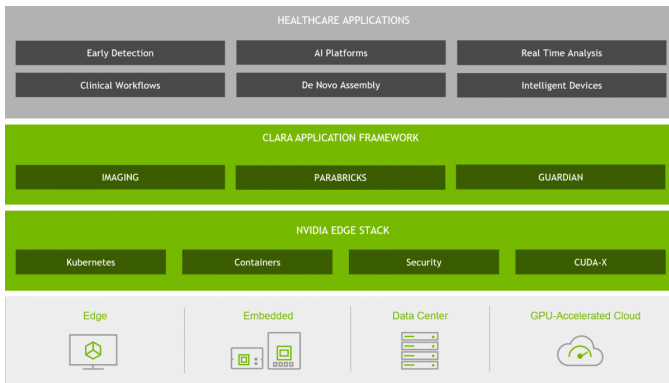 HEALTHCARE APPLICATIONS
Early Detection
AI Platforms
Real Time Analysis
Clinical Workflows
De Novo Assembly
Intelligent Devices
CLARA APPLICATION FRAMEWORK
IMAGING
PARABRICKS
GUARDIAN
NVIDIA EDGE STACK
Kubernetes
Containers
Security
CUDA-X
Edge
Embedded
Data Center
GPU-Accelerated Cloud